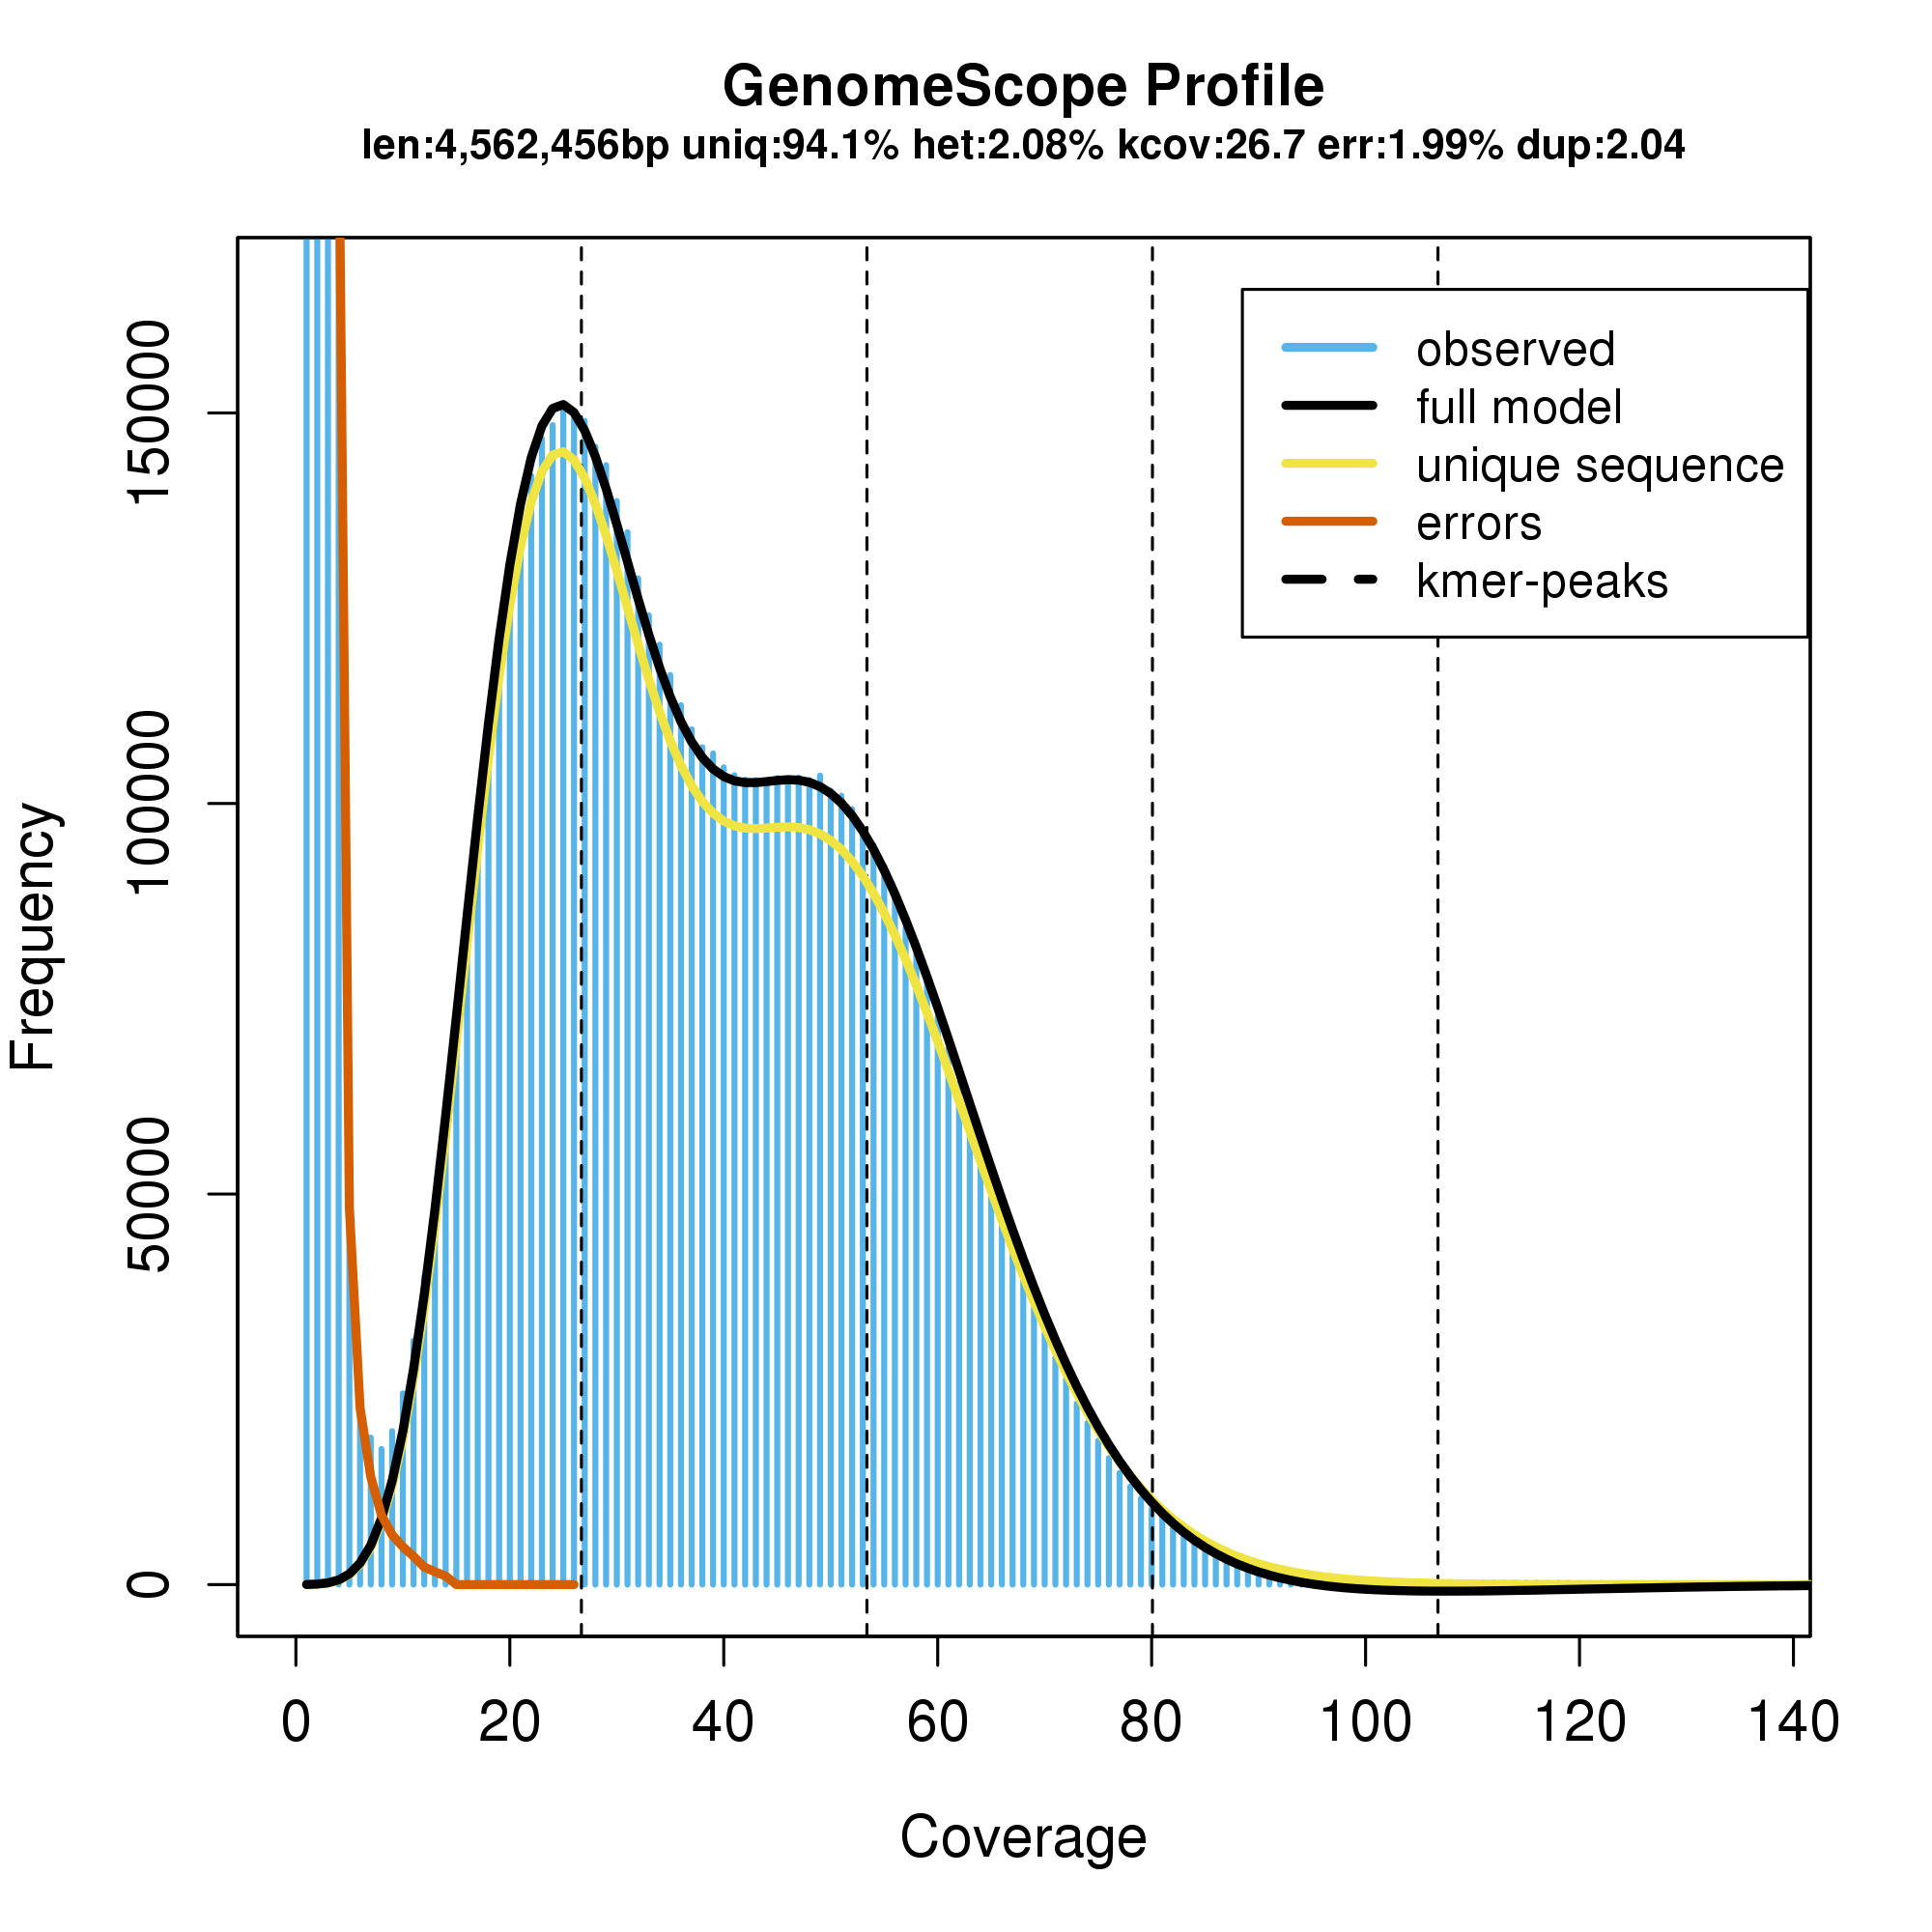 GenomeScope Profile
len:4,562,456bp uniq:94.1% het:2.08% kcov:26.7 err:1.99% dup:2.04
observed
full model
unique sequence
errors
kmer-peaks
Frequency
150000
100000
50000
0
0 20 40 60 80 100 120 140
Coverage